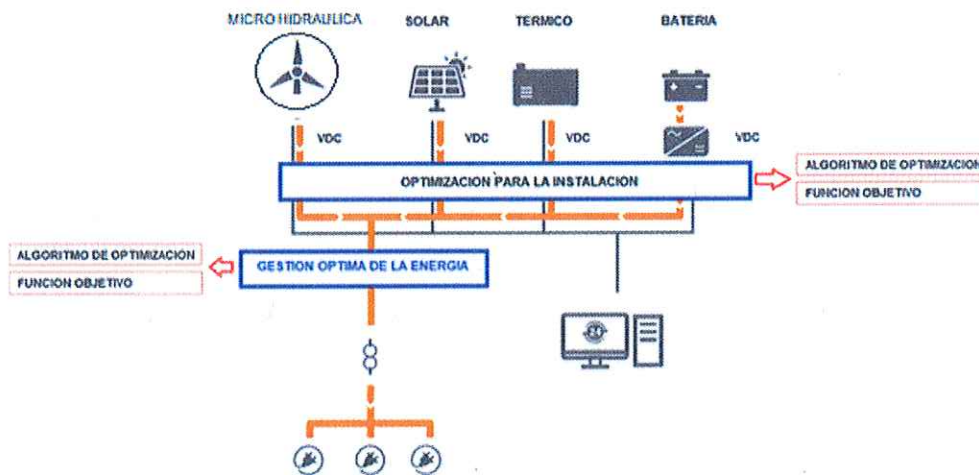 MICRO HIDRAULICA
SOLAR
TERMICO
BATERIA
VDC
VDC
VDC
VDC
OPTIMIZACION PARA LA INSTALACION
ALGORITMO DE OPTIMIZACION
FUNCION OBJETIVO
ALGORITMO DE OPTIMIZACIÓN
FUNCION OBJETIVO
GESTION OPTIMA DE LA ENERGIA